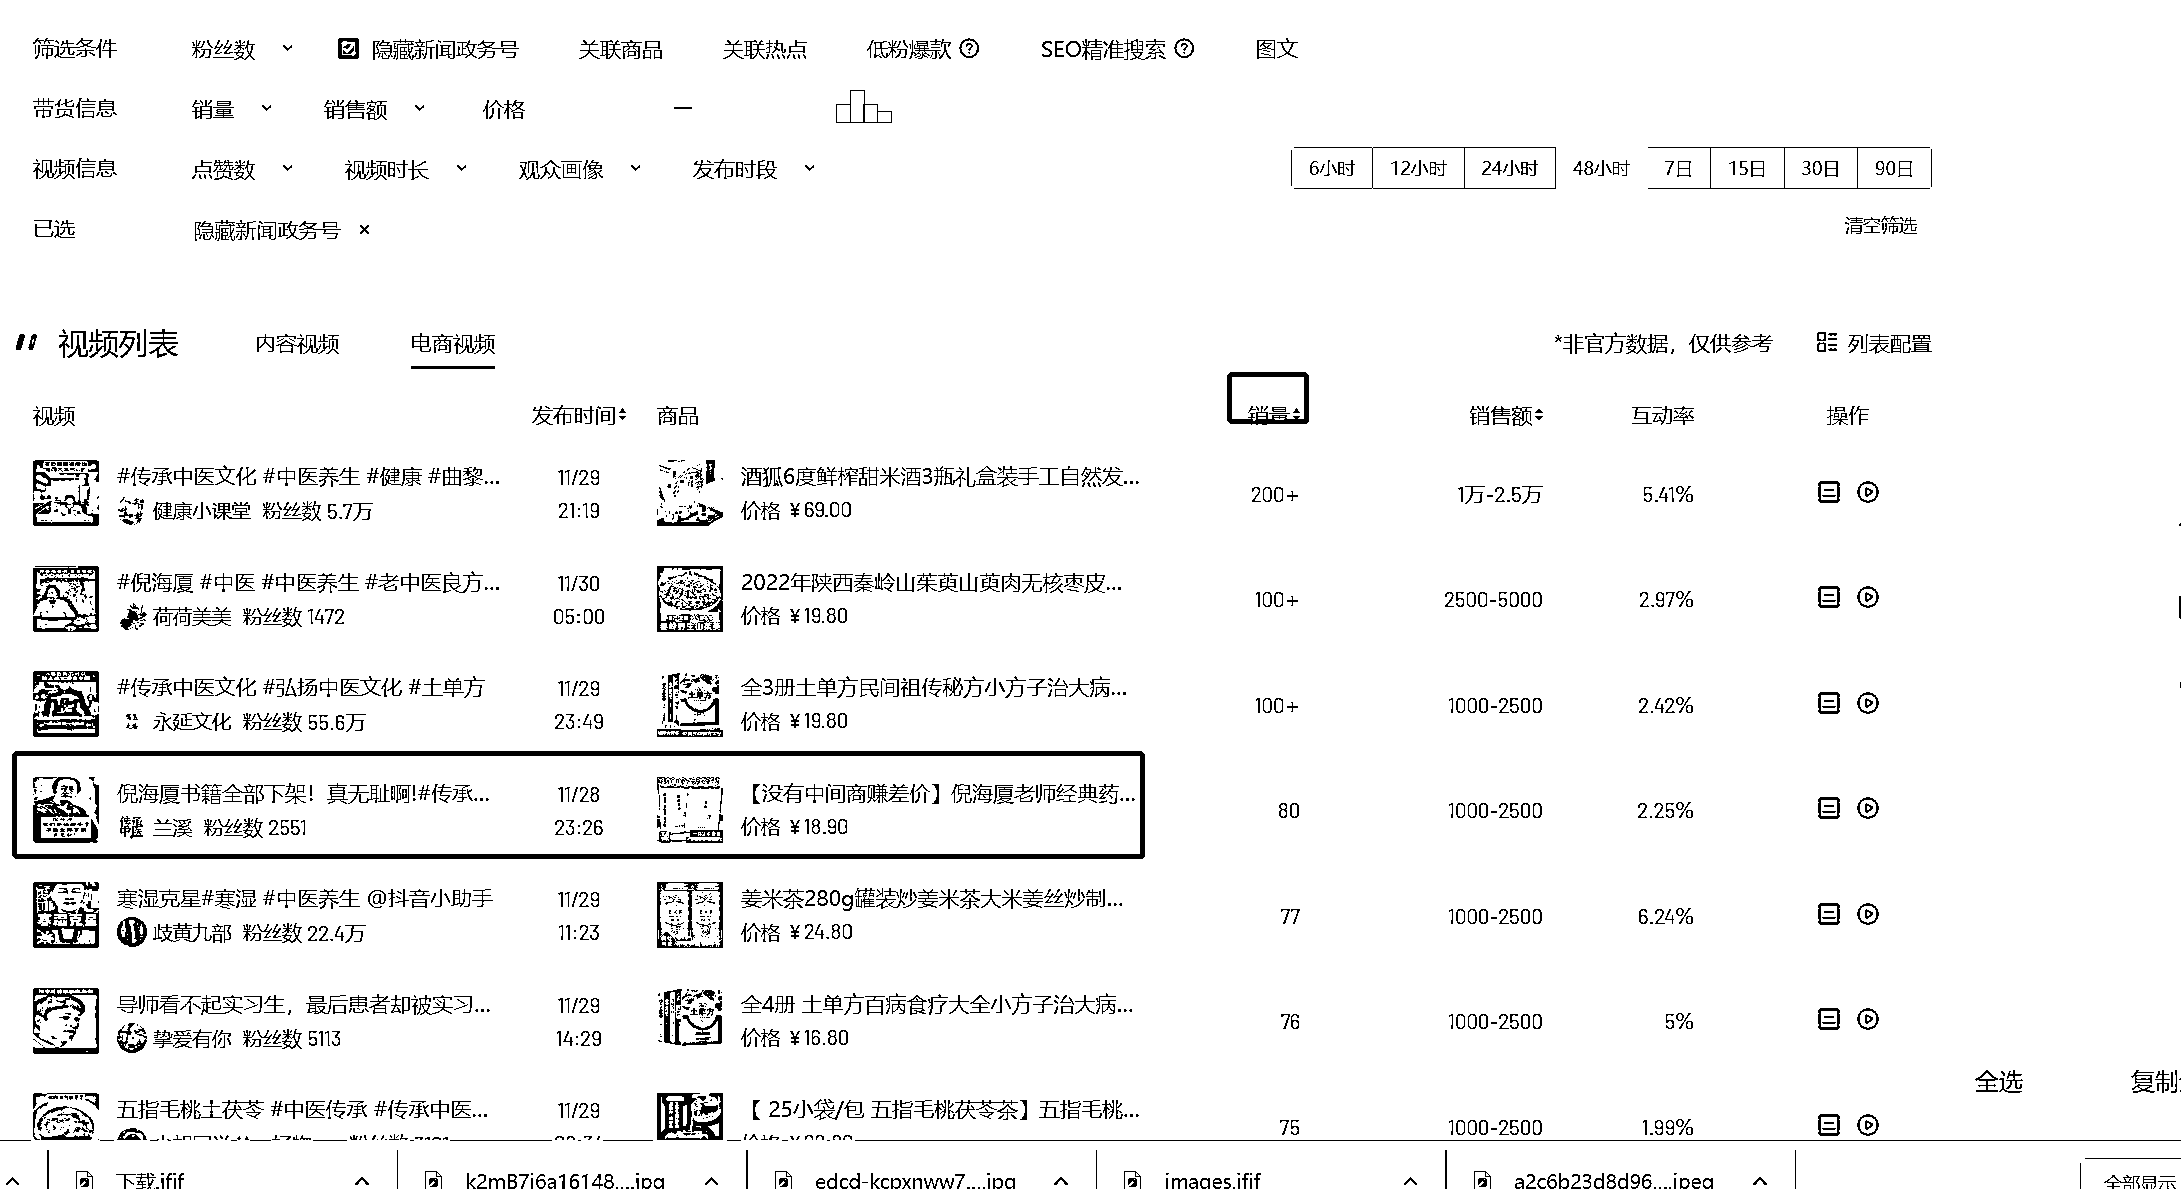 筛选条件 粉丝数 隐藏新闻政务号 关联商品 关联热点 低粉爆款 SEO精准搜索 图文
带货信息 销量 销售额 价格 —
视频信息 点赞数 视频时长 观众画像 发布时段 6小时 12小时 24小时 48小时 7日 15日 30日 90日
已选 隐藏新闻政务号 × 清空筛选
视频列表 内容视频 电商视频 *非官方数据，仅供参考 列表配置
视频 发布时间 商品 销量 销售额 互动率 操作
#传承中医文化 #中医养生 #健康 #曲黎... 11/29 酒狐6度鲜榨甜米酒3瓶礼盒装手工自然发...
健康小课堂 粉丝数 5.7万 21:19 价格 ¥69.00
200+ 1万-2.5万 5.41%
#倪海厦 #中医 #中医养生 #老中医良方... 11/30 2022年陕西秦岭山茱萸山萸肉无核枣皮...
荷荷美美 粉丝数 1472 05:00 价格 ¥19.80
100+ 2500-5000 2.97%
#传承中医文化 #弘扬中医文化 #土单方 11/29 全3册土单方民间祖传秘方小方子治大病...
永延文化 粉丝数 55.6万 23:49 价格 ¥19.80
100+ 1000-2500 2.42%
倪海厦书籍全部下架！真无耻啊!#传承... 11/28 【没有中间商赚差价】倪海厦老师经典药...
兰溪 粉丝数 2551 23:26 价格 ¥18.90
80 1000-2500 2.25%
寒湿克星#寒湿 #中医养生 @抖音小助手 11/29 姜米茶280g罐装炒姜米茶大米姜丝炒制...
歧黄九部 粉丝数 22.4万 11:23 价格 ¥24.80
77 1000-2500 6.24%
导师看不起实习生，最后患者却被实习... 11/29 全4册 土单方百病食疗大全小方子治大病...
挚爱有你 粉丝数 5113 14:29 价格 ¥16.80
76 1000-2500 5%
全选 复制
五指毛桃土茯苓 #中医传承 #传承中医... 11/29 【 25小袋/包 五指毛桃茯苓茶】五指毛桃...
75 1000-2500 1.99%
下载.jfif k2mB7i6a16148....jpg edcd-kcpxnww7....jpg images.jfif a2c6b23d8d96....jpeg 全部显示